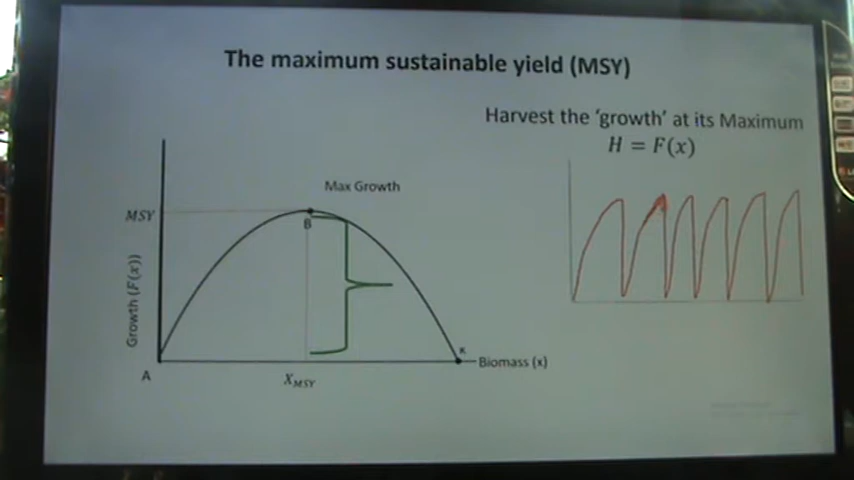 The maximum sustainable yield (MSY)
Harvest the 'growth' at its Maximum
H = F(x)
Max Growth
MSY
B
Growth (F(x))
K
Biomass (x)
A
X_MSY